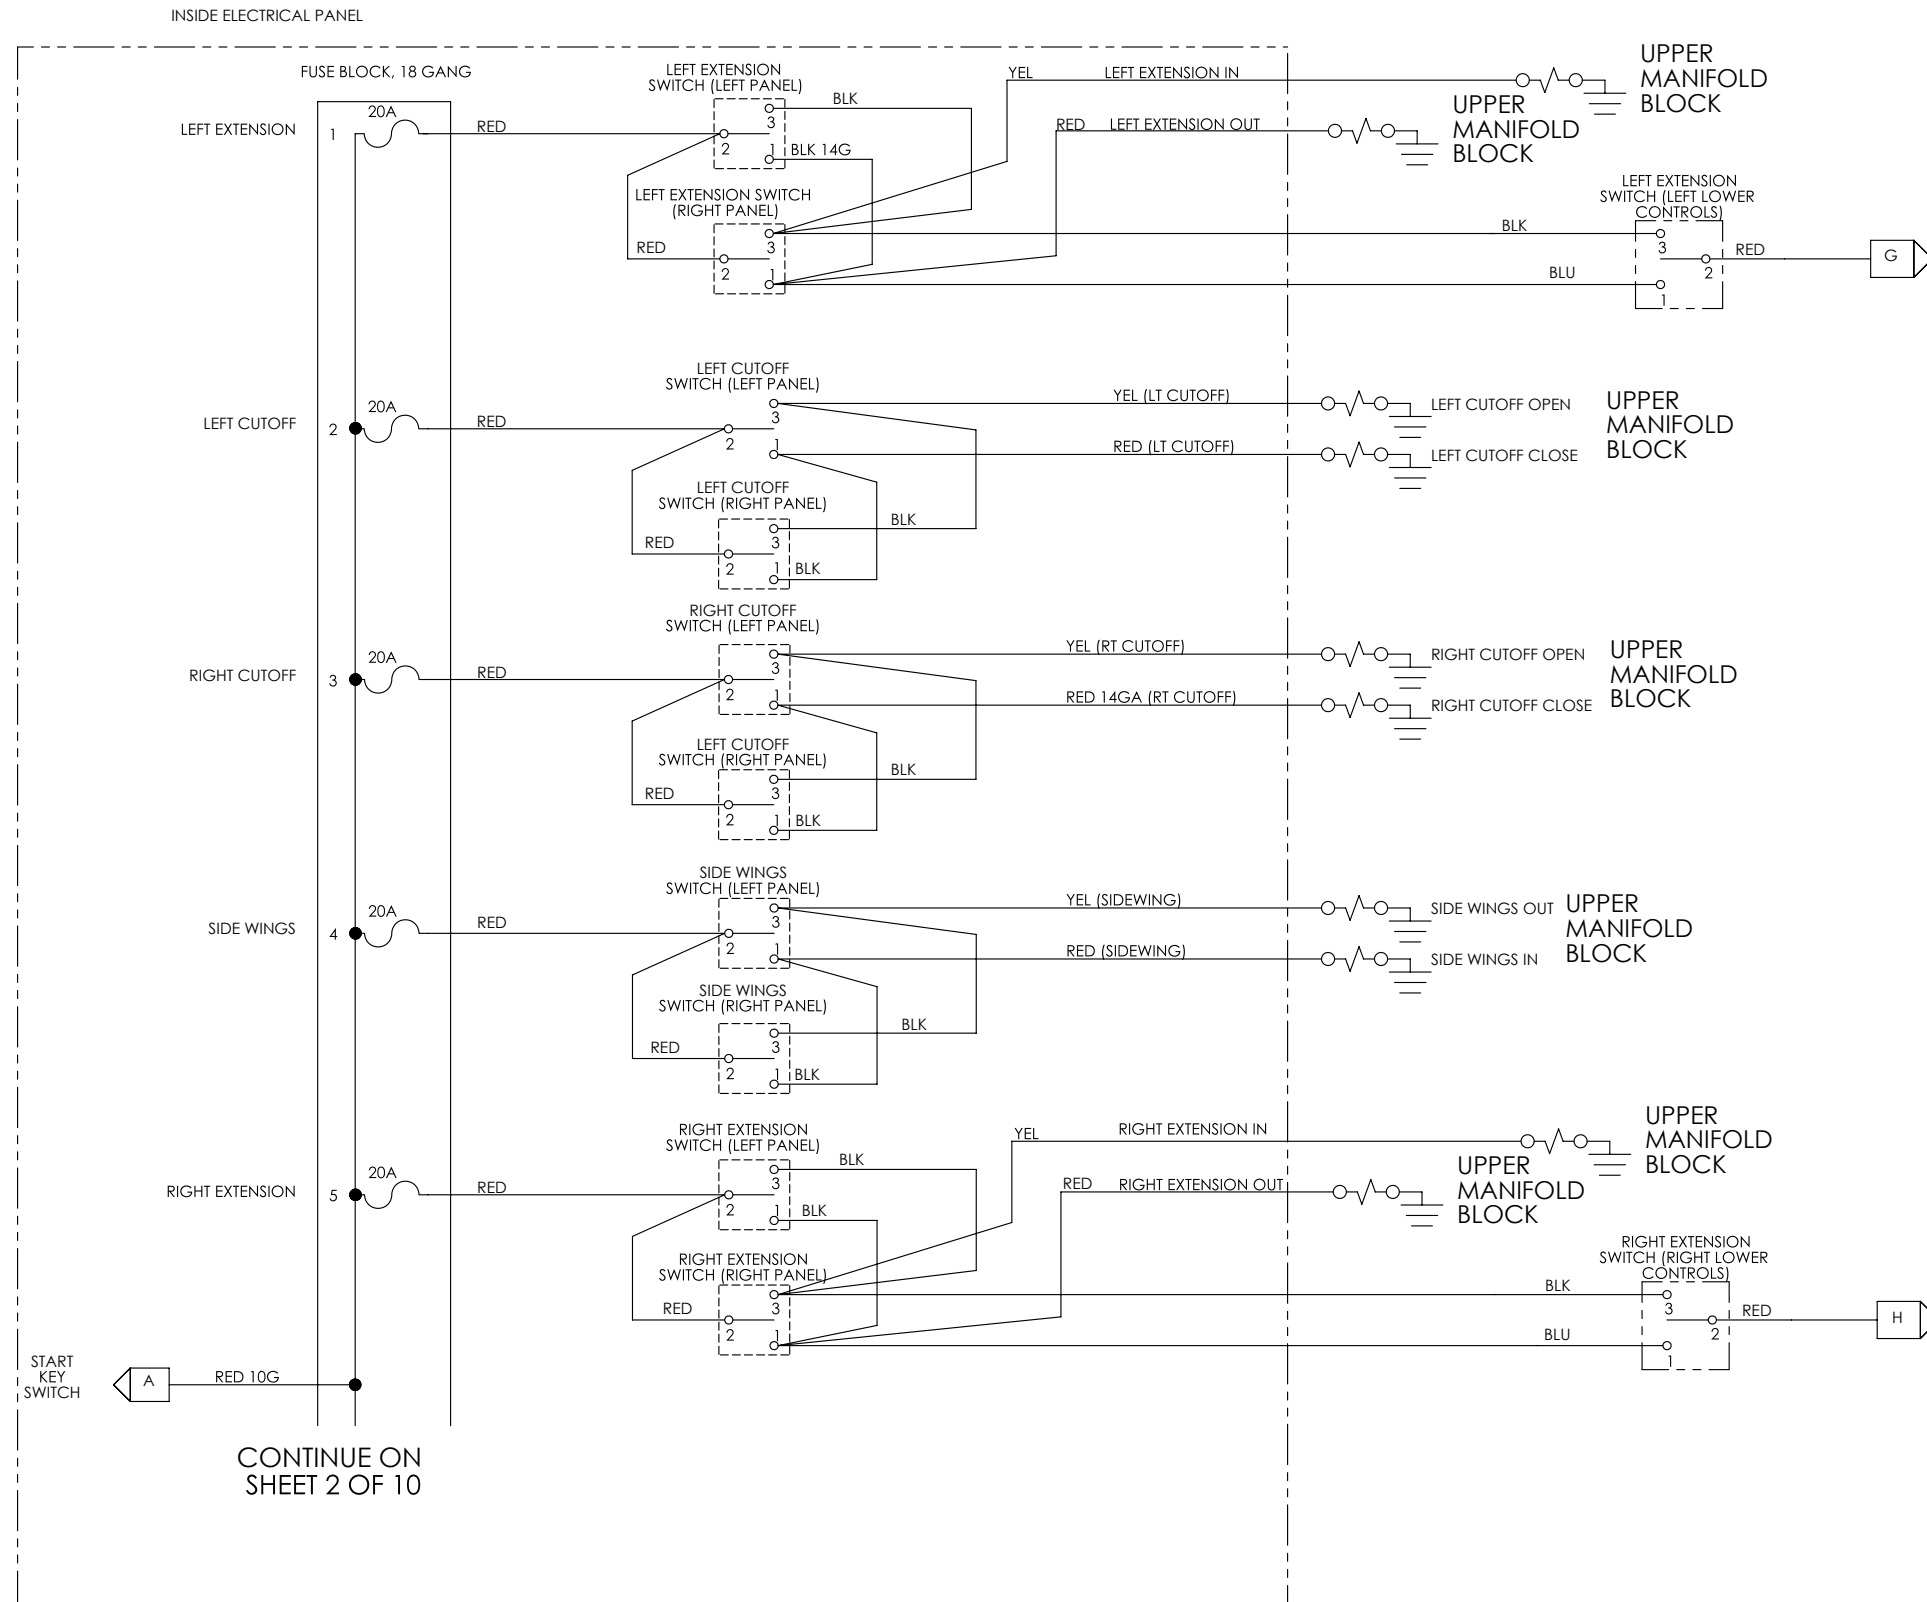 INSIDE ELECTRICAL PANEL
FUSE BLOCK, 18 GANG
LEFT EXTENSION
1
20A
RED
LEFT EXTENSION
SWITCH (LEFT PANEL)
3
2
1
BLK
BLK 14G
LEFT EXTENSION SWITCH
(RIGHT PANEL)
RED
3
2
1
YEL
LEFT EXTENSION IN
UPPER
MANIFOLD
BLOCK
RED
LEFT EXTENSION OUT
UPPER
MANIFOLD
BLOCK
BLK
BLU
LEFT EXTENSION
SWITCH (LEFT LOWER
CONTROLS)
3
2
1
RED
G
LEFT CUTOFF
2
20A
RED
LEFT CUTOFF
SWITCH (LEFT PANEL)
3
2
1
YEL (LT CUTOFF)
LEFT CUTOFF OPEN
RED (LT CUTOFF)
LEFT CUTOFF CLOSE
UPPER
MANIFOLD
BLOCK
LEFT CUTOFF
SWITCH (RIGHT PANEL)
RED
3
2
1
BLK
BLK
RIGHT CUTOFF
3
20A
RED
RIGHT CUTOFF
SWITCH (LEFT PANEL)
3
2
1
YEL (RT CUTOFF)
RIGHT CUTOFF OPEN
RED 14GA (RT CUTOFF)
RIGHT CUTOFF CLOSE
UPPER
MANIFOLD
BLOCK
LEFT CUTOFF
SWITCH (RIGHT PANEL)
RED
3
2
1
BLK
BLK
SIDE WINGS
4
20A
RED
SIDE WINGS
SWITCH (LEFT PANEL)
3
2
1
YEL (SIDEWING)
SIDE WINGS OUT
RED (SIDEWING)
SIDE WINGS IN
UPPER
MANIFOLD
BLOCK
SIDE WINGS
SWITCH (RIGHT PANEL)
RED
3
2
1
BLK
BLK
RIGHT EXTENSION
5
20A
RED
RIGHT EXTENSION
SWITCH (LEFT PANEL)
3
2
1
BLK
BLK
RIGHT EXTENSION
SWITCH (RIGHT PANEL)
RED
3
2
1
YEL
RIGHT EXTENSION IN
UPPER
MANIFOLD
BLOCK
RED
RIGHT EXTENSION OUT
UPPER
MANIFOLD
BLOCK
BLK
BLU
RIGHT EXTENSION
SWITCH (RIGHT LOWER
CONTROLS)
3
2
1
RED
H
START
KEY
SWITCH
A
RED 10G
CONTINUE ON
SHEET 2 OF 10